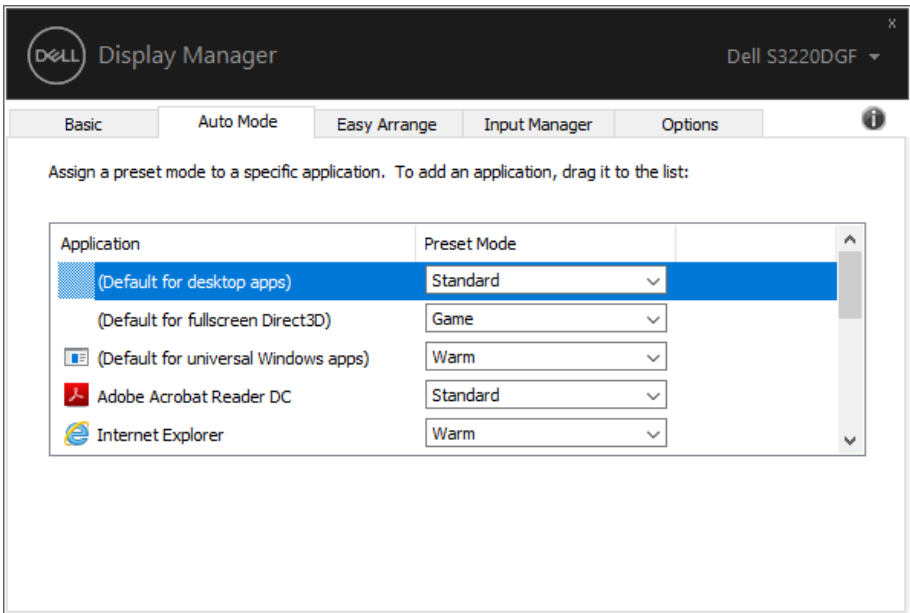 x
DELL Display Manager Dell S3220DGF
Basic Auto Mode Easy Arrange Input Manager Options
Assign a preset mode to a specific application. To add an application, drag it to the list:
Application Preset Mode
(Default for desktop apps) Standard
(Default for fullscreen Direct3D) Game
(Default for universal Windows apps) Warm
Adobe Acrobat Reader DC Standard
Internet Explorer Warm